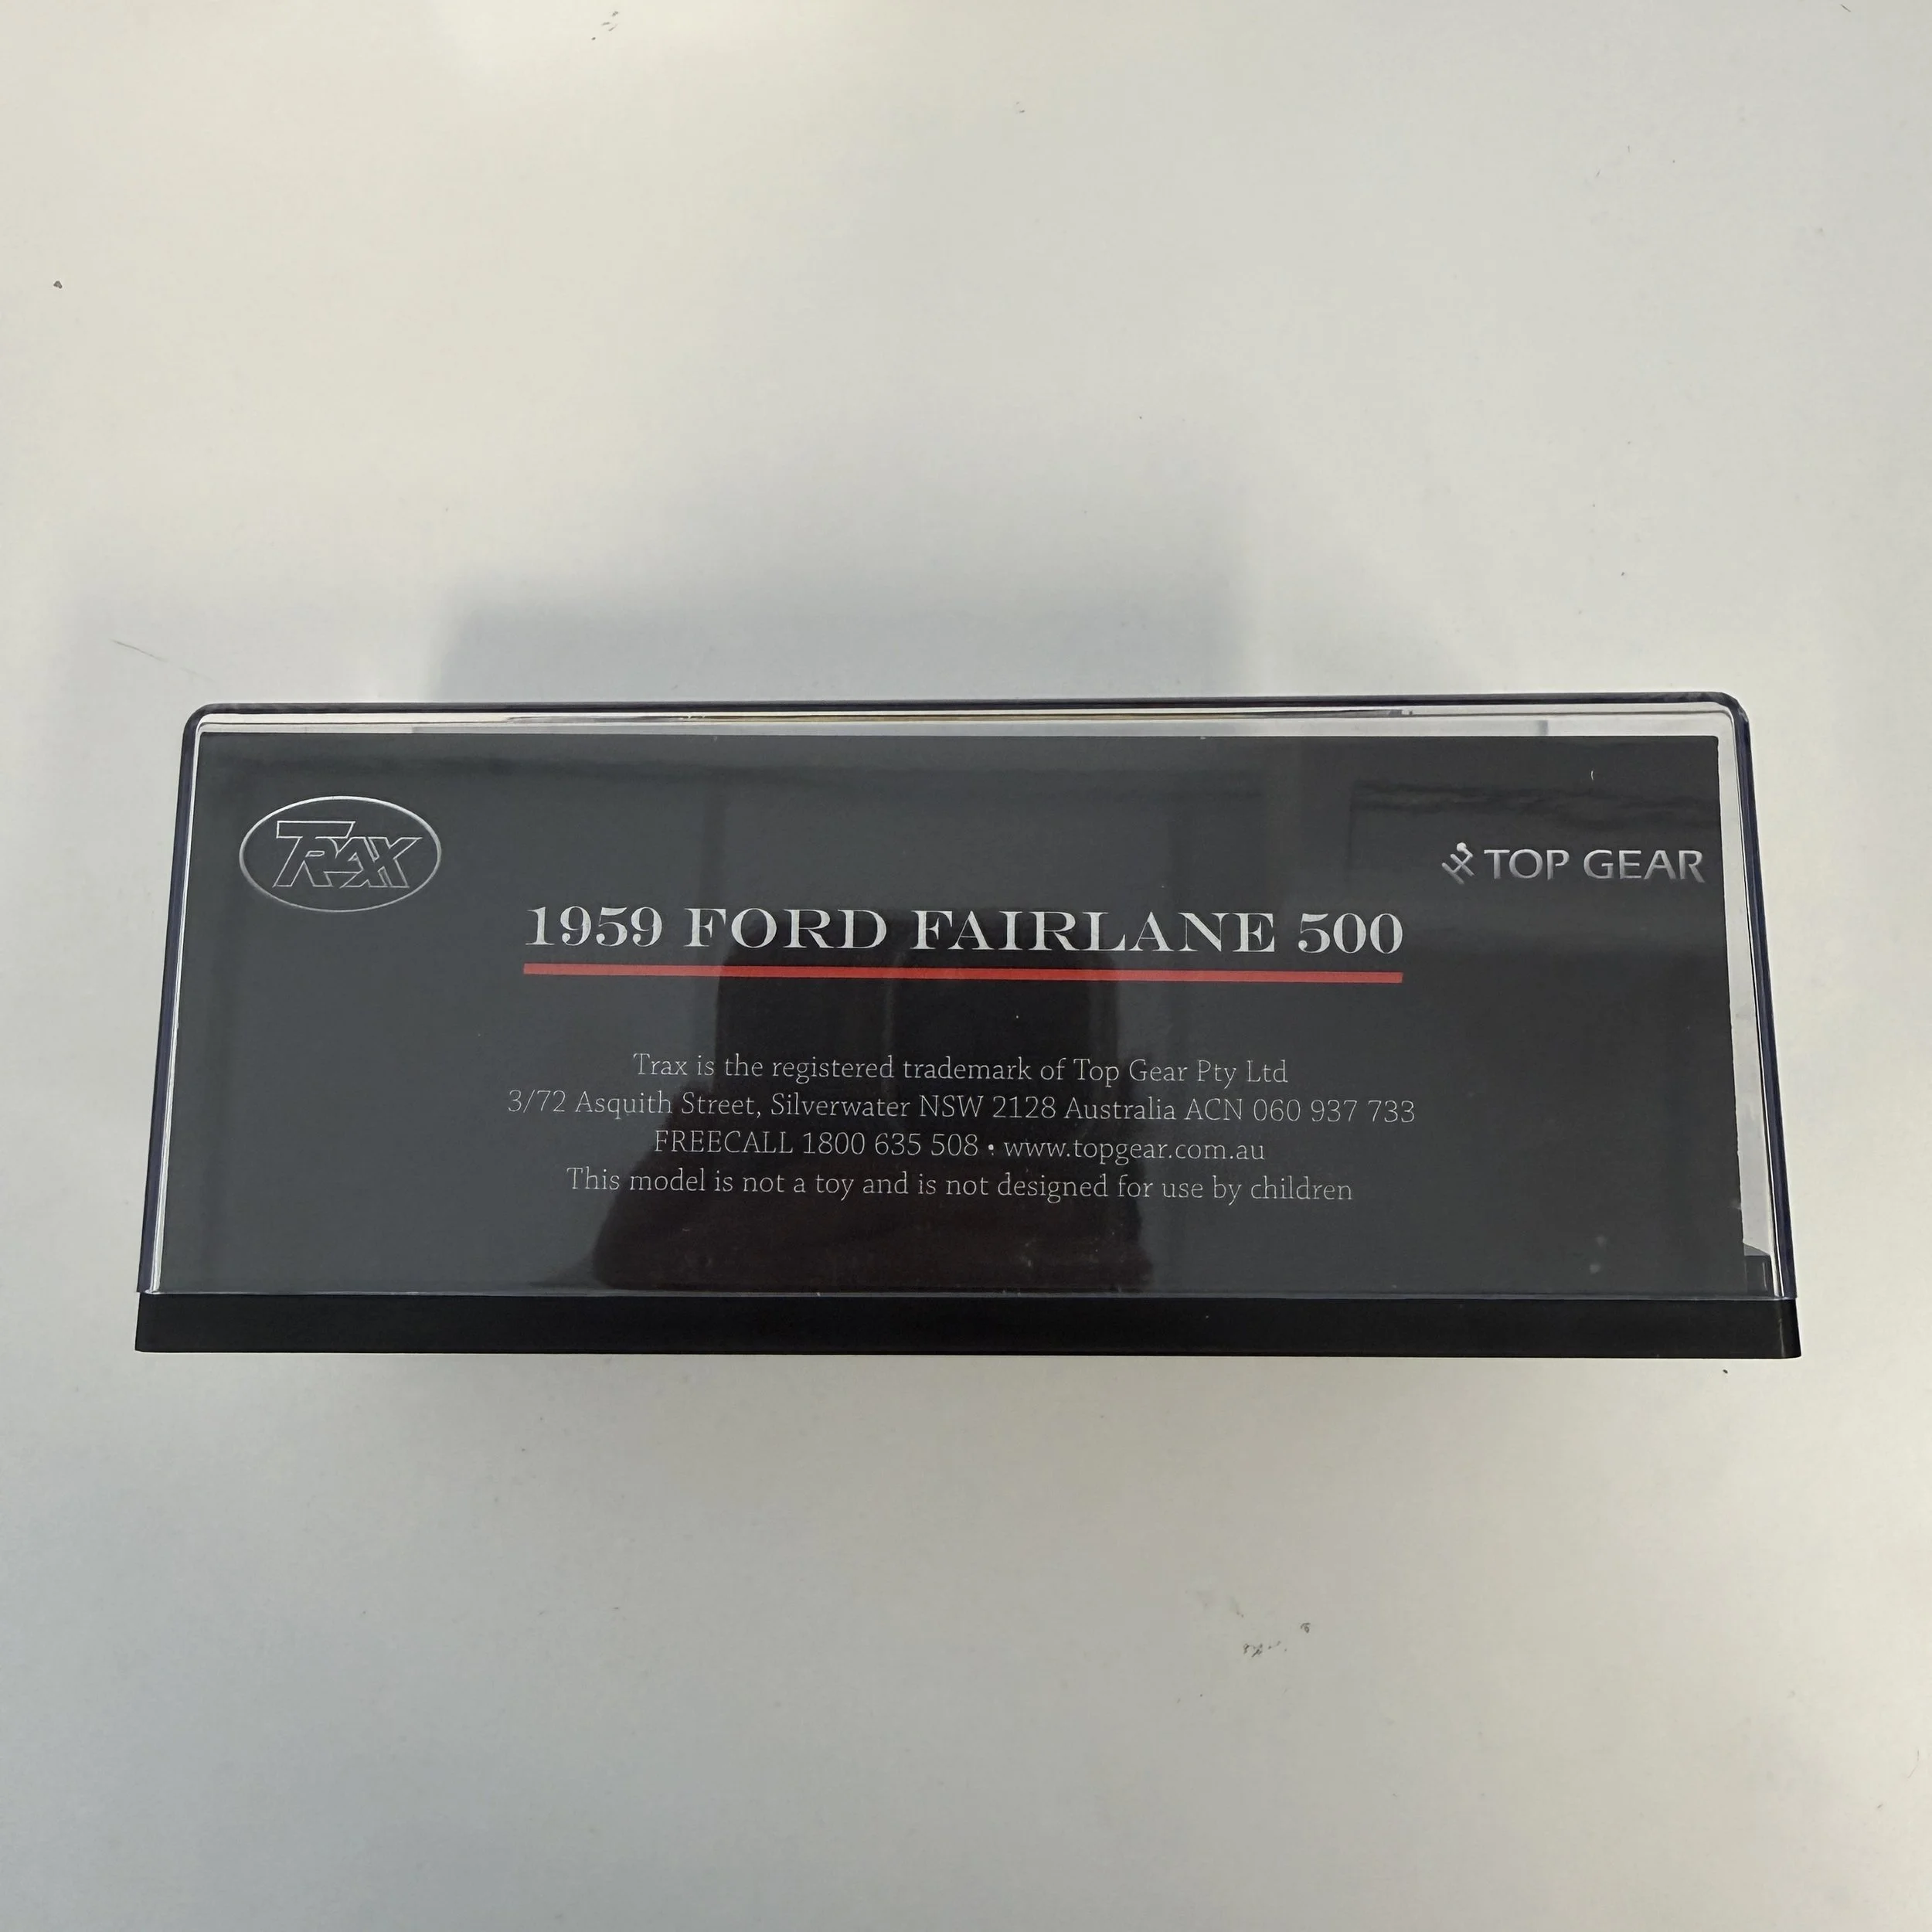 TRAX
TOP GEAR
1959 FORD FAIRLANE 500
Trax is the registered trademark of Top Gear Pty Ltd
3/72 Asquith Street, Silverwater NSW 2128 Australia ACN 060 937 733
FREECALL 1800 635 508 • www.topgear.com.au
This model is not a toy and is not designed for use by children